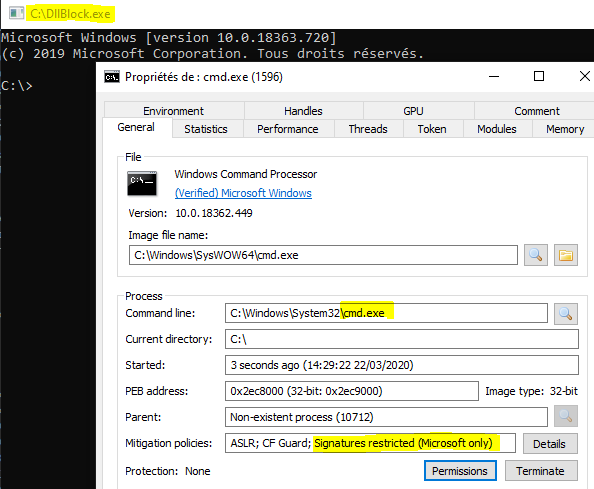 C:\DllBlock.exe
Microsoft Windows [version 10.0.18363.720]
(c) 2019 Microsoft Corporation. Tous droits réservés.
C:\>
Propriétés de : cmd.exe (1596)
Environment Handles GPU Comment
General Statistics Performance Threads Token Modules Memory
File
Windows Command Processor
(Verified) Microsoft Windows
Version: 10.0.18362.449
Image file name:
C:\Windows\SysWOW64\cmd.exe
Process
Command line: C:\Windows\System32\cmd.exe
Current directory: C:\
Started: 3 seconds ago (14:29:22 22/03/2020)
PEB address: 0x2ec8000 (32-bit: 0x2ec9000) Image type: 32-bit
Parent: Non-existent process (10712)
Mitigation policies: ASLR; CF Guard; Signatures restricted (Microsoft only) Details
Protection: None Permissions Terminate